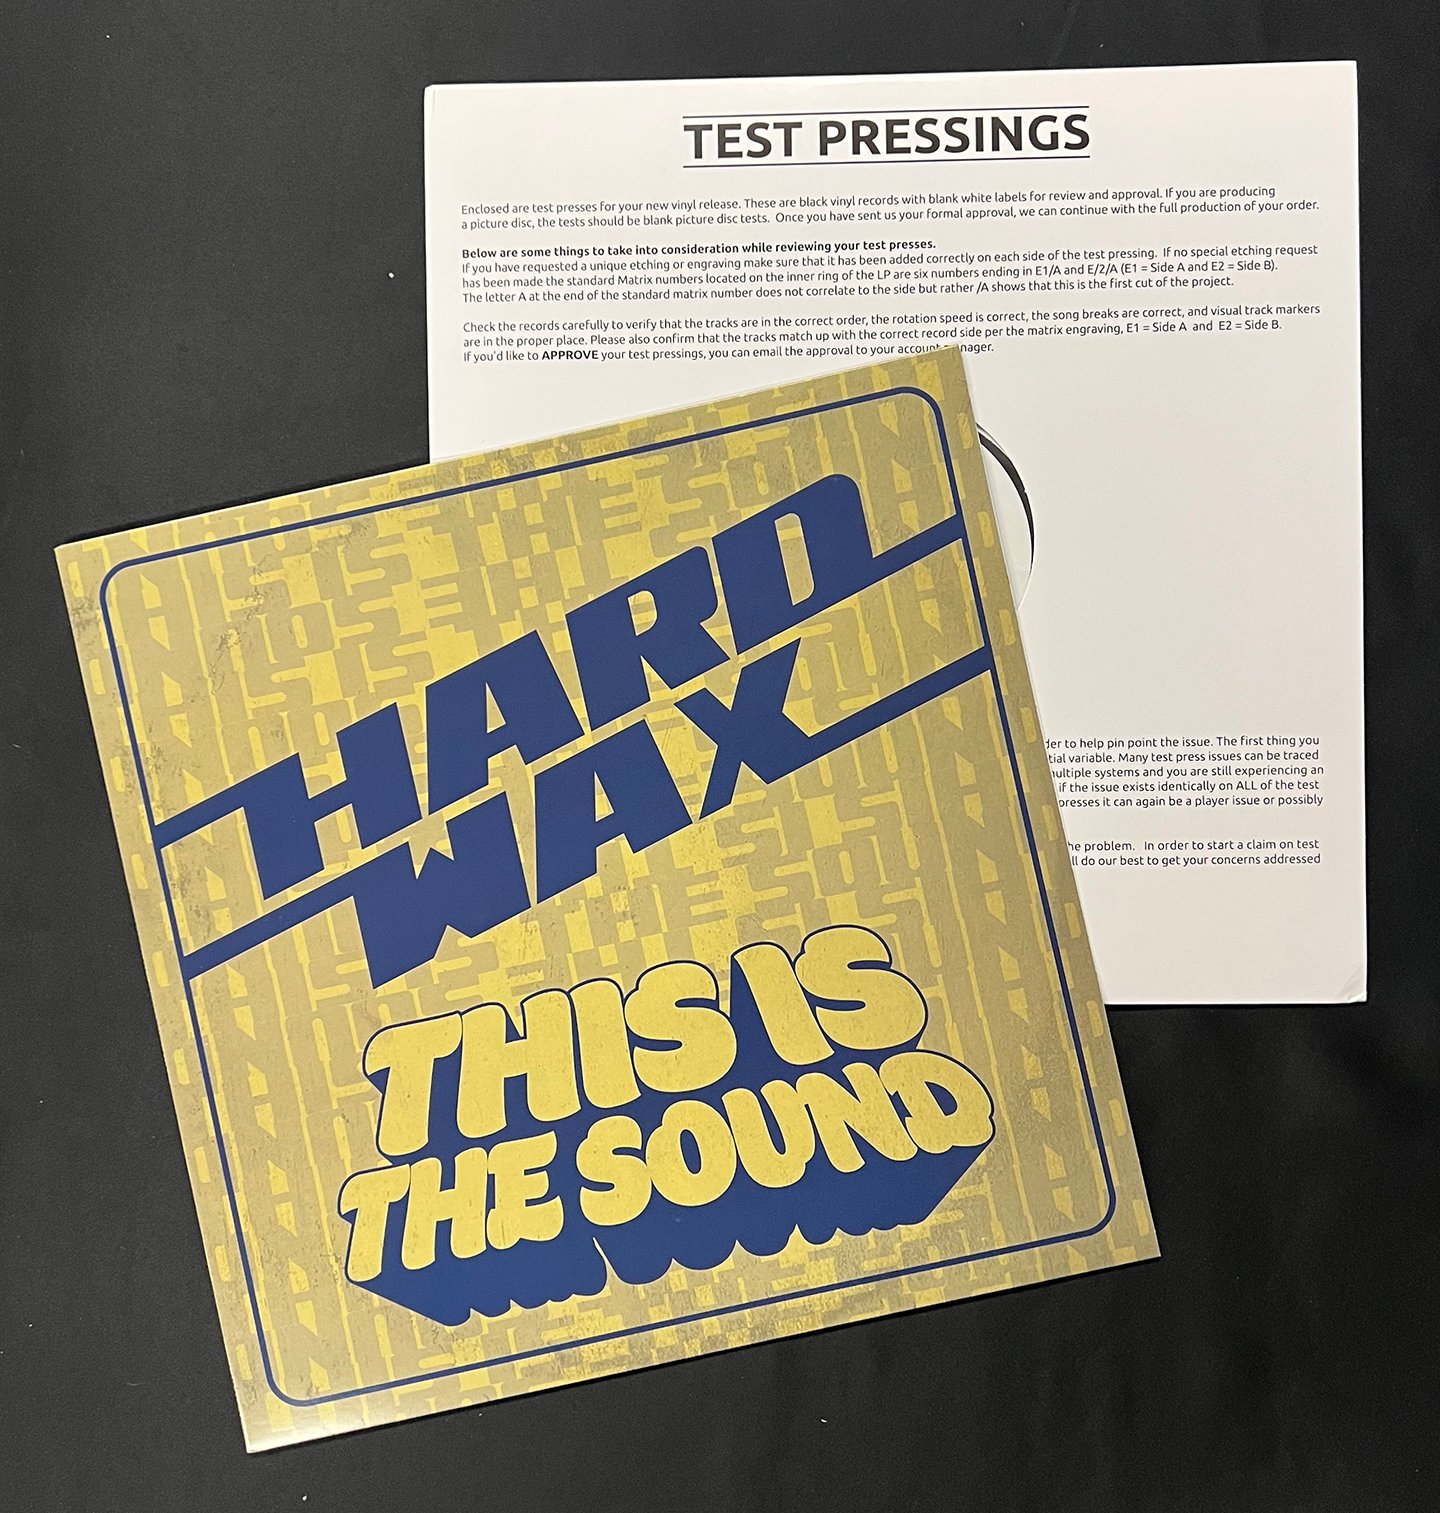 TEST PRESSINGS
Enclosed are test presses for your new vinyl release. These are black vinyl records with blank white labels for review and approval. If you are producing
a picture disc, the tests should be blank picture disc tests. Once you have sent us your formal approval, we can continue with the full production of your order.
Below are some things to take into consideration while reviewing your test presses.
If you have requested a unique etching or engraving make sure that it has been added correctly on each side of the test pressing. If no special etching request
has been made the standard Matrix numbers located on the inner ring of the LP are six numbers ending in E1/A and E/2/A (E1 = Side A and E2 = Side B).
The letter A at the end of the standard matrix number does not correlate to the side but rather /A shows that this is the first cut of the project.
Check the records carefully to verify that the tracks are in the correct order, the rotation speed is correct, the song breaks are correct, and visual track markers
are in the proper place. Please also confirm that the tracks match up with the correct record side per the matrix engraving, E1 = Side A and E2 = Side B.
If you'd like to APPROVE your test pressings, you can email the approval to your account
to help pin point the issue. The first thing you
variable. Many test press issues can be traced
multiple systems and you are still experiencing an
if the issue exists identically on ALL of the test
presses it can again be a player issue or possibly
problem. In order to start a claim on test
do our best to get your concerns addressed
HARD
WAX
THIS IS
THE SOUND